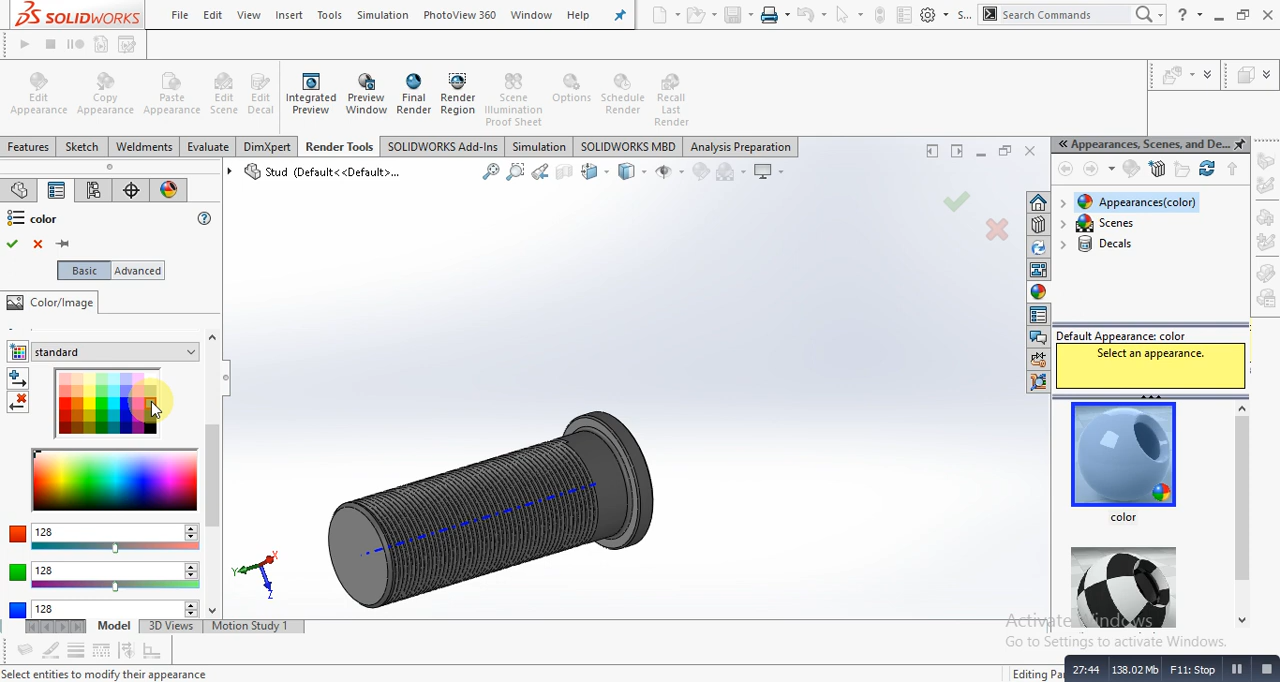 SOLIDWORKS File Edit View Insert Tools Simulation PhotoView 360 Window Help S... Search Commands
Edit Appearance Copy Appearance Paste Appearance Edit Scene Edit Decal Integrated Preview Preview Window Final Render Render Region Scene Illumination Proof Sheet Options Schedule Render Recall Last Render
Features Sketch Weldments Evaluate DimXpert Render Tools SOLIDWORKS Add-Ins Simulation SOLIDWORKS MBD Analysis Preparation
Appearances, Scenes, and De...
Stud (Default<<Default>...
color
Basic Advanced
Color/Image
standard
128
128
128
Appearances(color)
Scenes
Decals
Default Appearance: color
Select an appearance.
color
X
Y
Z
Model 3D Views Motion Study 1
Activate Windows
Go to Settings to activate Windows.
Select entities to modify their appearance
Editing Pa
27:44 138.02 Mb F11: Stop